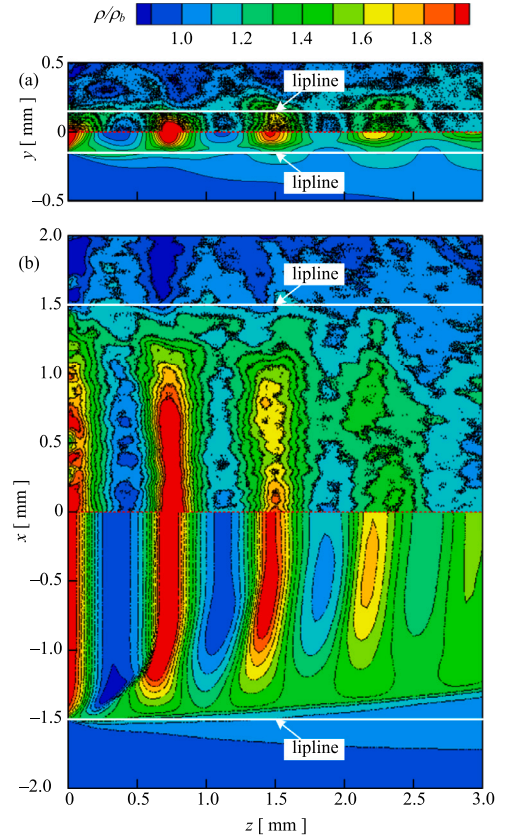 ρ/ρb
1.0 1.2 1.4 1.6 1.8
(a)
0.5
0
−0.5
y [ mm ]
lipline
lipline
(b)
2.0
1.5
1.0
0.5
0
−0.5
−1.0
−1.5
−2.0
x [ mm ]
lipline
lipline
0 0.5 1.0 1.5 2.0 2.5 3.0
z [ mm ]